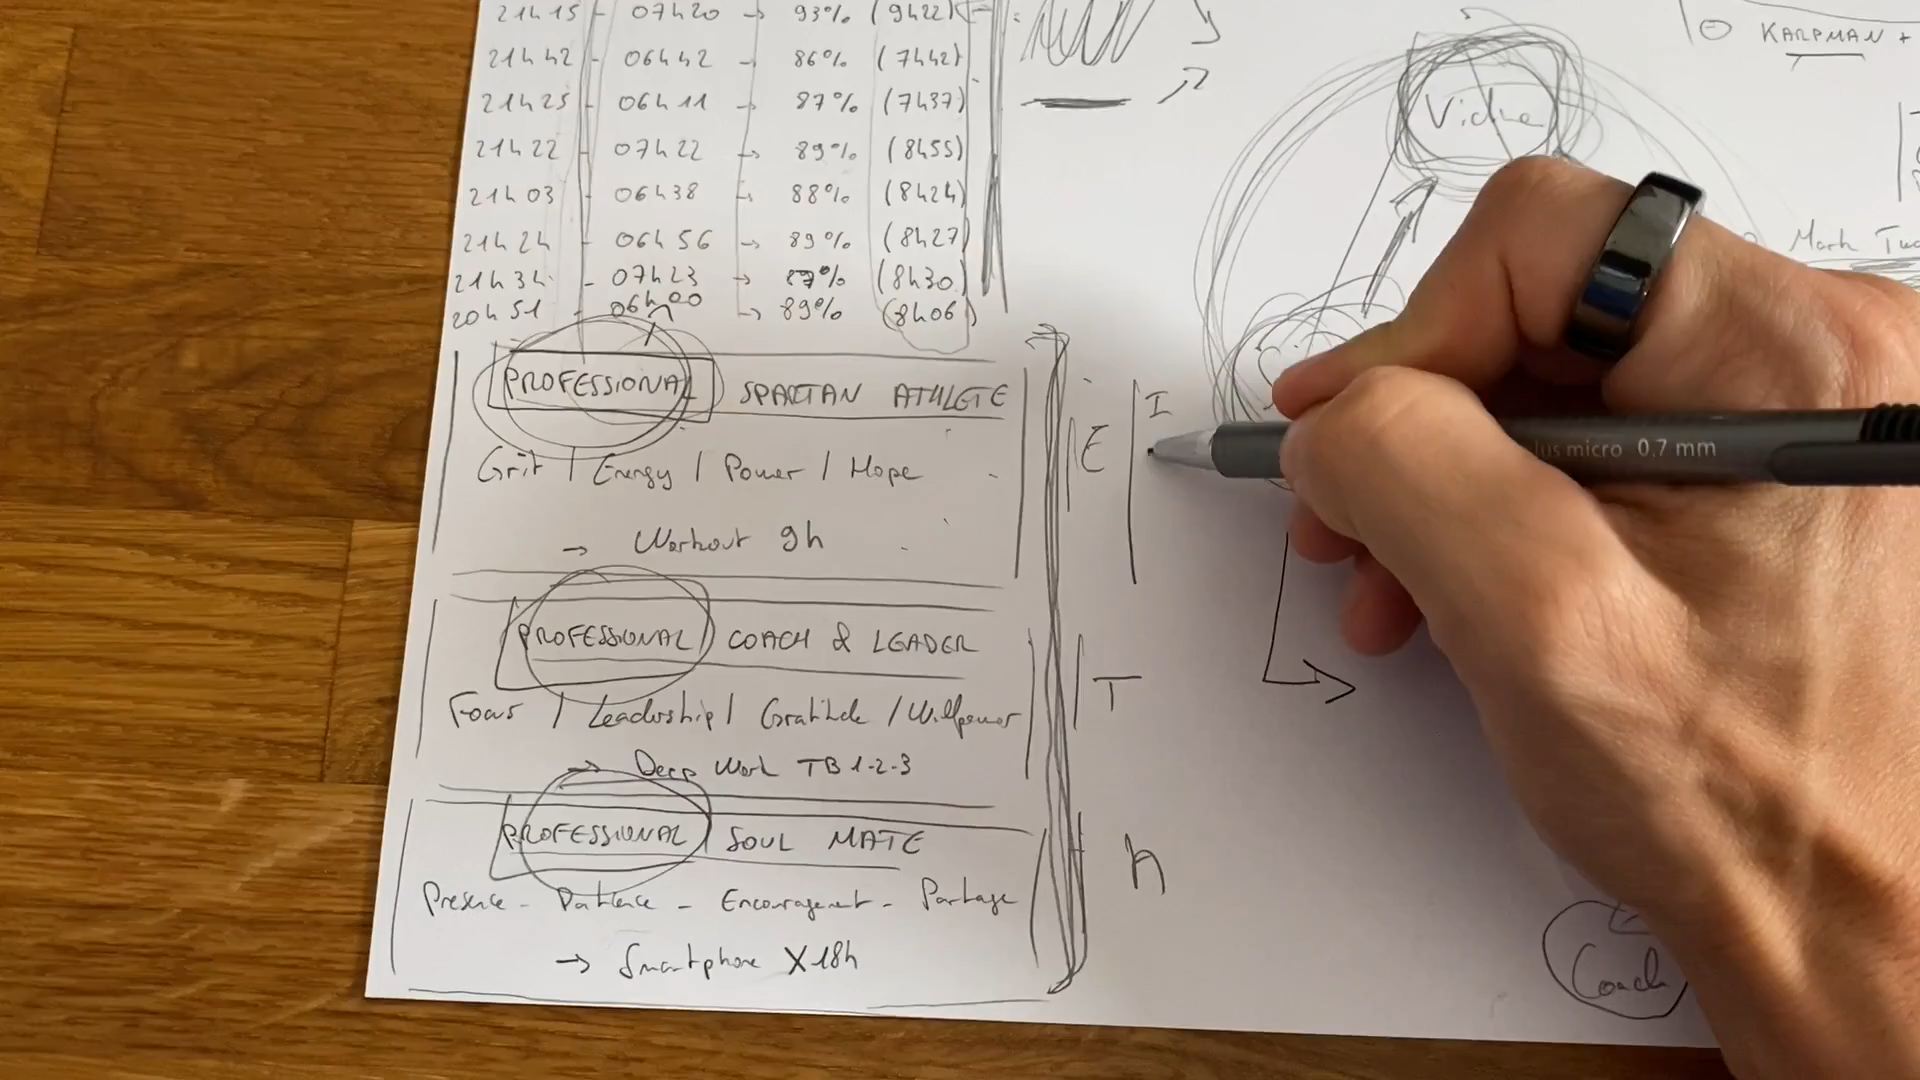 21h15 - 07h20 → 93% (9h22)
21h42 - 06h42 → 86% (7h42)
21h25 - 06h11 → 87% (7h37)
21h22 - 07h22 → 89% (8h55)
21h03 - 06h38 → 88% (8h24)
21h24 - 06h56 → 89% (8h27)
21h34 - 07h23 → 87% (8h30)
20h51 - 06h00 → 89% (8h06)
PROFESSIONAL SPARTAN ATHLETE
Grit / Energy / Power / Hope
→ Workout 9h
PROFESSIONAL COACH & LEADER
Focus / Leadership / Gratitude / Willpower
→ Deep Work TB 1-2-3
PROFESSIONAL SOUL MATE
Presence - Patience - Encouragement - Partage
→ Smartphone X 18h
E
I
T
h
KARPMAN +
Mark
Coach
lus micro 0.7 mm